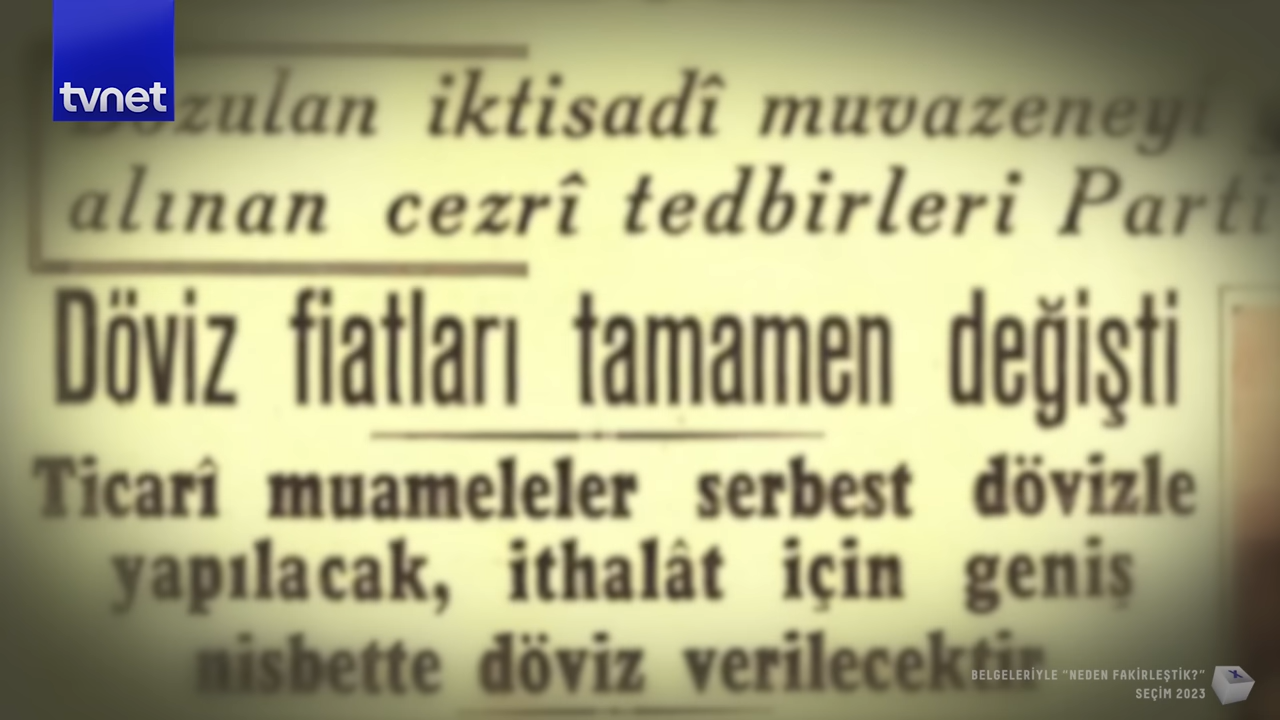 tvnet
Bozulan iktisadî muvazeneyi
alınan cezrî tedbirleri Parti
Döviz fiatları tamamen değişti
Ticarî muameleler serbest dövizle
yapılacak, ithalât için geniş
nisbette döviz verilecektir
BELGELERİYLE "NEDEN FAKİRLEŞTİK?"
SEÇİM 2023